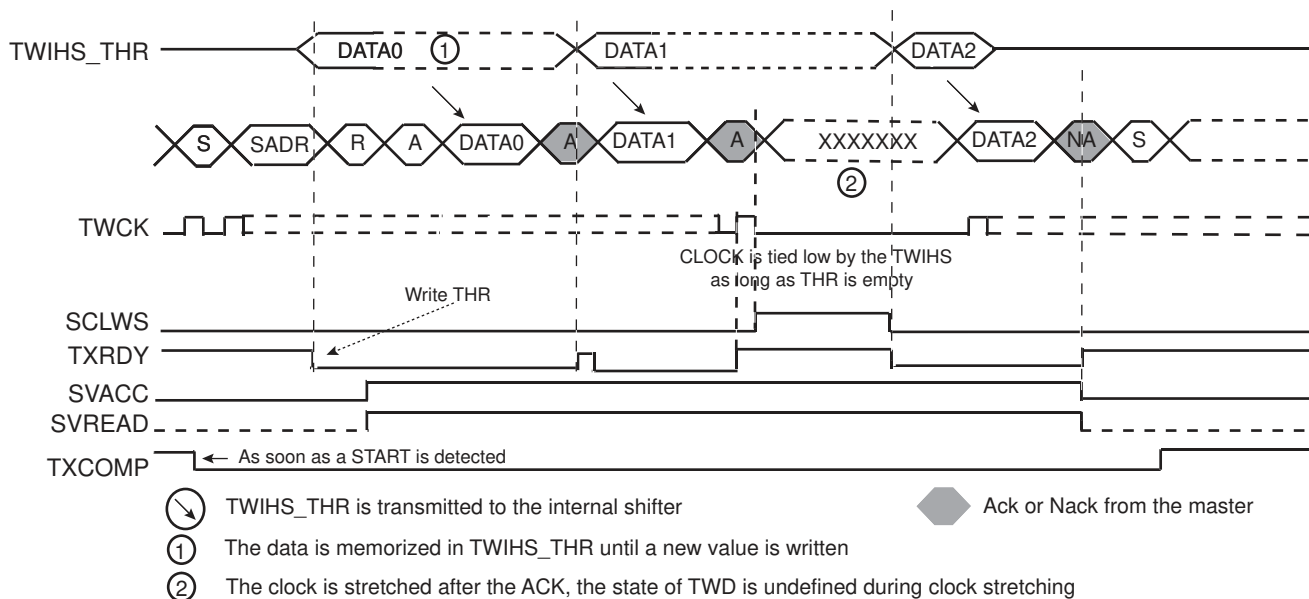 TWIHS_THR DATA0 1 DATA1 DATA2
S SADR R A DATA0 A DATA1 A XXXXXXX DATA2 NA S
2
TWCK
CLOCK is tied low by the TWIHS
as long as THR is empty
Write THR
SCLWS
TXRDY
SVACC
SVREAD
TXCOMP As soon as a START is detected
TWIHS_THR is transmitted to the internal shifter Ack or Nack from the master
1 The data is memorized in TWIHS_THR until a new value is written
2 The clock is stretched after the ACK, the state of TWD is undefined during clock stretching